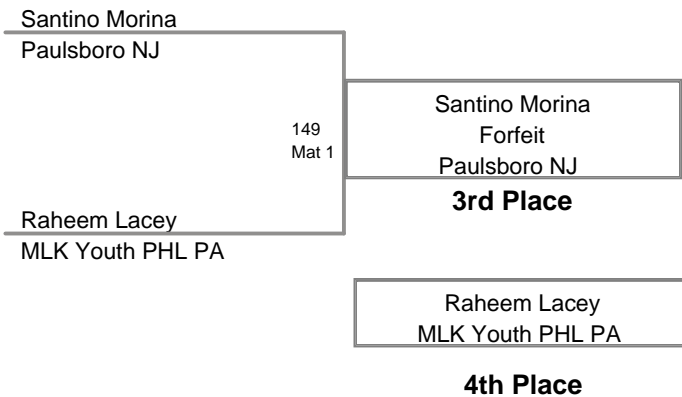 Santino Morina
Paulsboro NJ
149
Mat 1
Santino Morina
Forfeit
Paulsboro NJ
3rd Place
Raheem Lacey
MLK Youth PHL PA
Raheem Lacey
MLK Youth PHL PA
4th Place